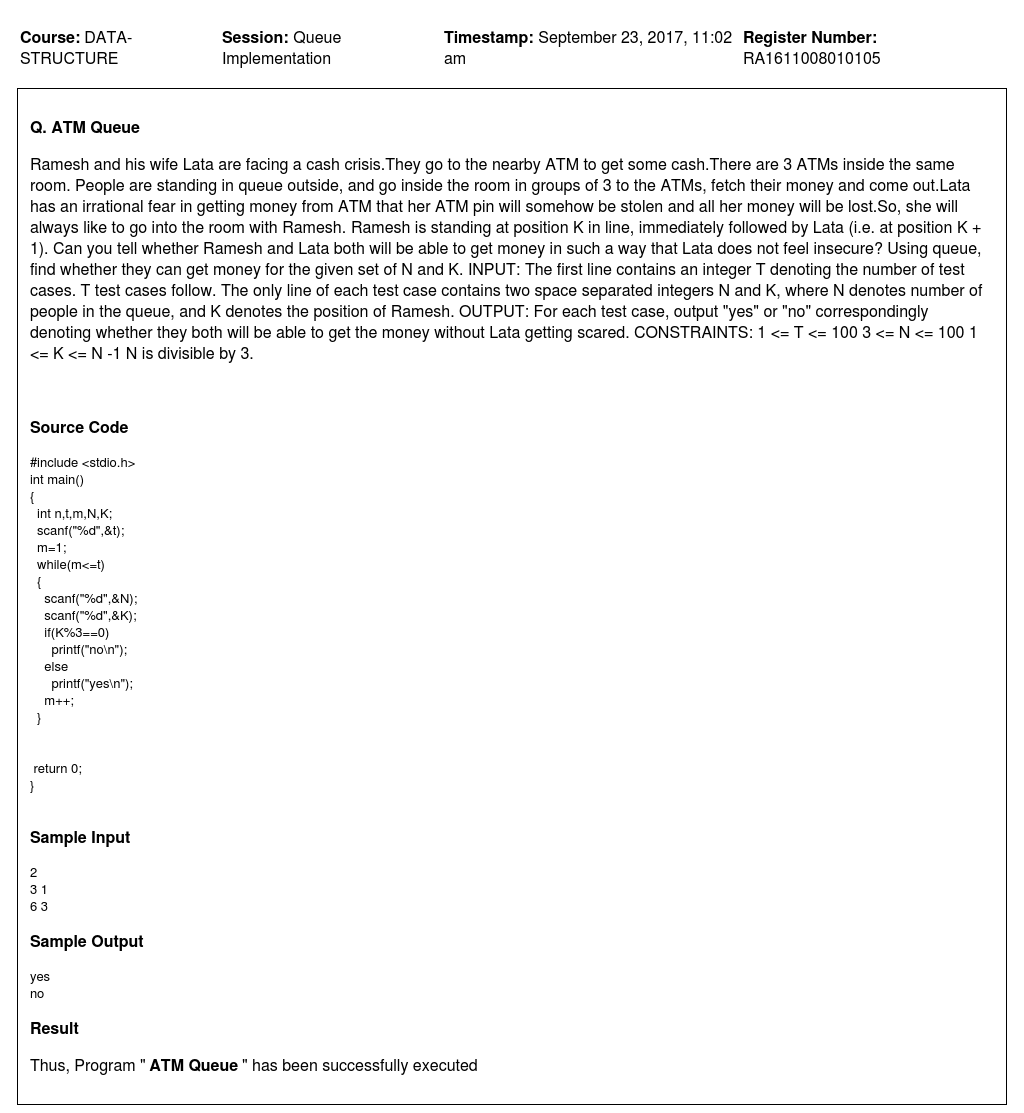 Course: DATA-STRUCTURE
Session: Queue Implementation
Timestamp: September 23, 2017, 11:02 am
Register Number: RA1611008010105
Q. ATM Queue
Ramesh and his wife Lata are facing a cash crisis.They go to the nearby ATM to get some cash.There are 3 ATMs inside the same
room. People are standing in queue outside, and go inside the room in groups of 3 to the ATMs, fetch their money and come out.Lata
has an irrational fear in getting money from ATM that her ATM pin will somehow be stolen and all her money will be lost.So, she will
always like to go into the room with Ramesh. Ramesh is standing at position K in line, immediately followed by Lata (i.e. at position K +
1). Can you tell whether Ramesh and Lata both will be able to get money in such a way that Lata does not feel insecure? Using queue,
find whether they can get money for the given set of N and K. INPUT: The first line contains an integer T denoting the number of test
cases. T test cases follow. The only line of each test case contains two space separated integers N and K, where N denotes number of
people in the queue, and K denotes the position of Ramesh. OUTPUT: For each test case, output "yes" or "no" correspondingly
denoting whether they both will be able to get the money without Lata getting scared. CONSTRAINTS: 1 <= T <= 100 3 <= N <= 100 1
<= K <= N -1 N is divisible by 3.
Source Code
#include <stdio.h>
int main()
{
int n,t,m,N,K;
scanf("%d",&t);
m=1;
while(m<=t)
{
scanf("%d",&N);
scanf("%d",&K);
if(K%3==0)
printf("no\n");
else
printf("yes\n");
m++;
}
return 0;
}
Sample Input
2
3 1
6 3
Sample Output
yes
no
Result
Thus, Program " ATM Queue " has been successfully executed